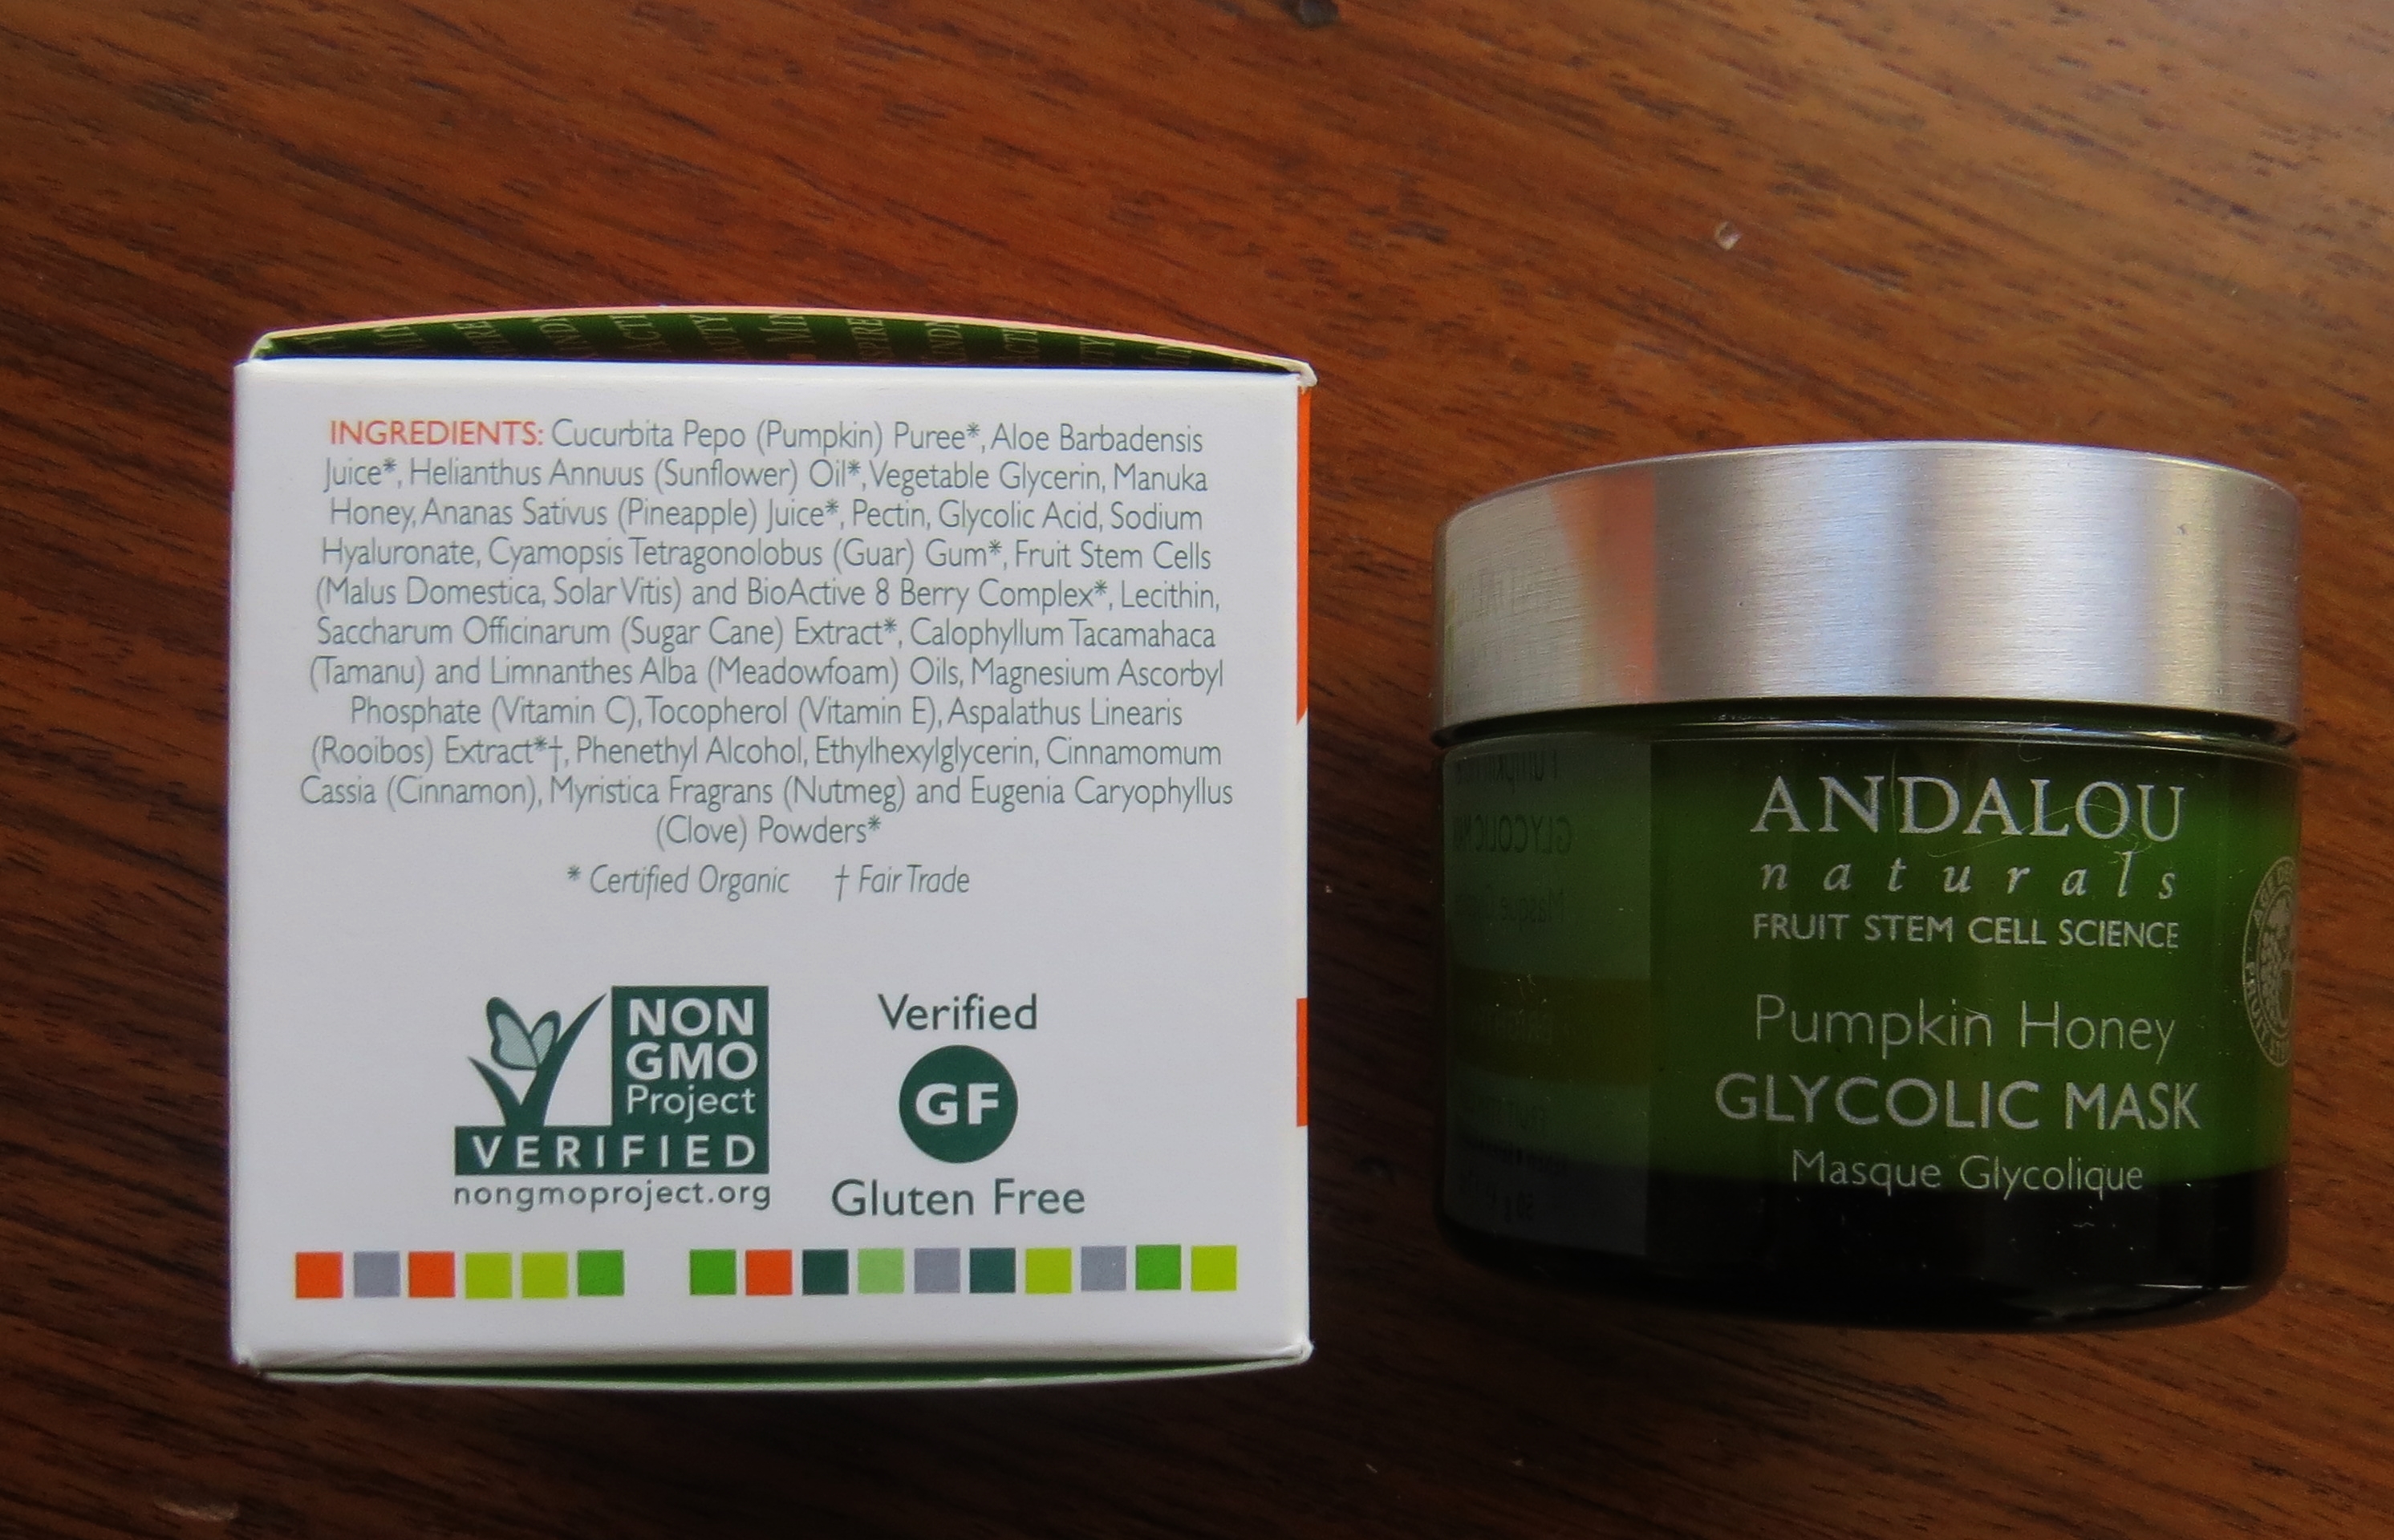 INGREDIENTS: Cucurbita Pepo (Pumpkin) Puree*, Aloe Barbadensis
Juice*, Helianthus Annuus (Sunflower) Oil*, Vegetable Glycerin, Manuka
Honey, Ananas Sativus (Pineapple) Juice*, Pectin, Glycolic Acid, Sodium
Hyaluronate, Cyamopsis Tetragonolobus (Guar) Gum*, Fruit Stem Cells
(Malus Domestica, Solar Vitis) and BioActive 8 Berry Complex*, Lecithin,
Saccharum Officinarum (Sugar Cane) Extract*, Calophyllum Tacamahaca
(Tamanu) and Limnanthes Alba (Meadowfoam) Oils, Magnesium Ascorbyl
Phosphate (Vitamin C), Tocopherol (Vitamin E), Aspalathus Linearis
(Rooibos) Extract*†, Phenethyl Alcohol, Ethylhexylglycerin, Cinnamomum
Cassia (Cinnamon), Myristica Fragrans (Nutmeg) and Eugenia Caryophyllus
(Clove) Powders*
* Certified Organic † Fair Trade
NON
GMO
Project
VERIFIED
nongmoproject.org
Verified
GF
Gluten Free
ANDALOU
naturals
FRUIT STEM CELL SCIENCE
Pumpkin Honey
GLYCOLIC MASK
Masque Glycolique